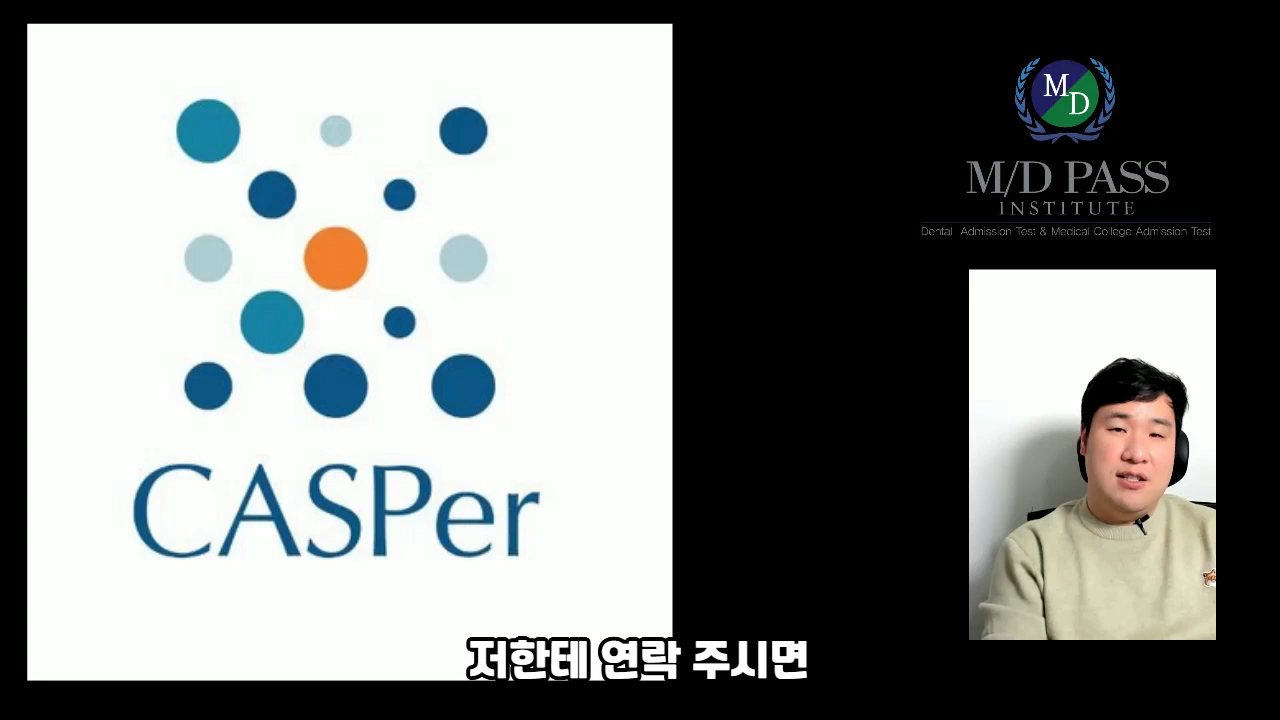 M
D
M/D PASS
INSTITUTE
Dental Admission Test & Medical College Admission Test
CASPer
저한테 연락 주시면